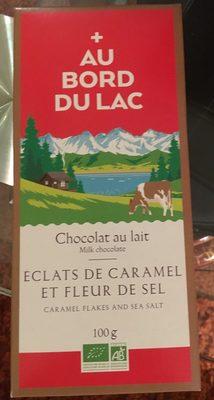 AU
BORD
DU LAC
Chocolat au lait
Milk chocolate
ECLATS DE CARAMEL
ET FLEUR DE SEL
CARAMEL FLAKES AND SEA SALT
100g
AB